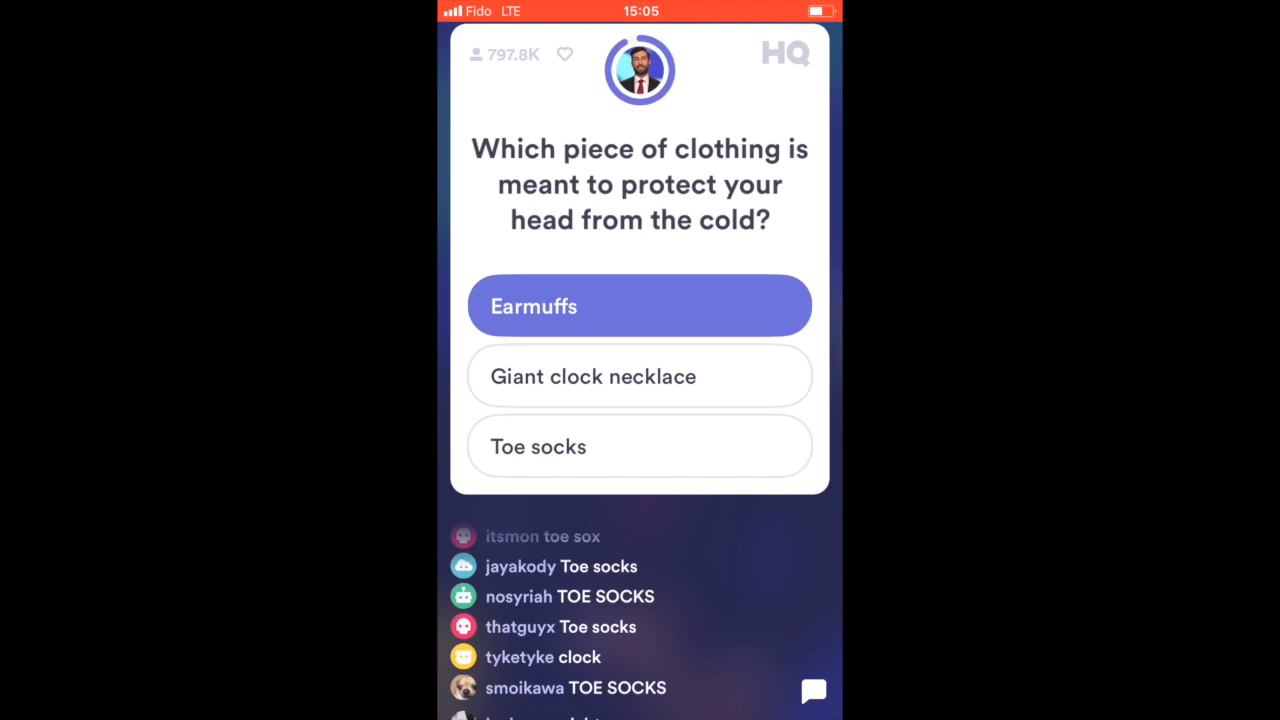 Fido LTE 15:05
797.8K HQ
Which piece of clothing is
meant to protect your
head from the cold?
Earmuffs
Giant clock necklace
Toe socks
itsmon toe sox
jayakody Toe socks
nosyriah TOE SOCKS
thatguyx Toe socks
tyketyke clock
smoikawa TOE SOCKS